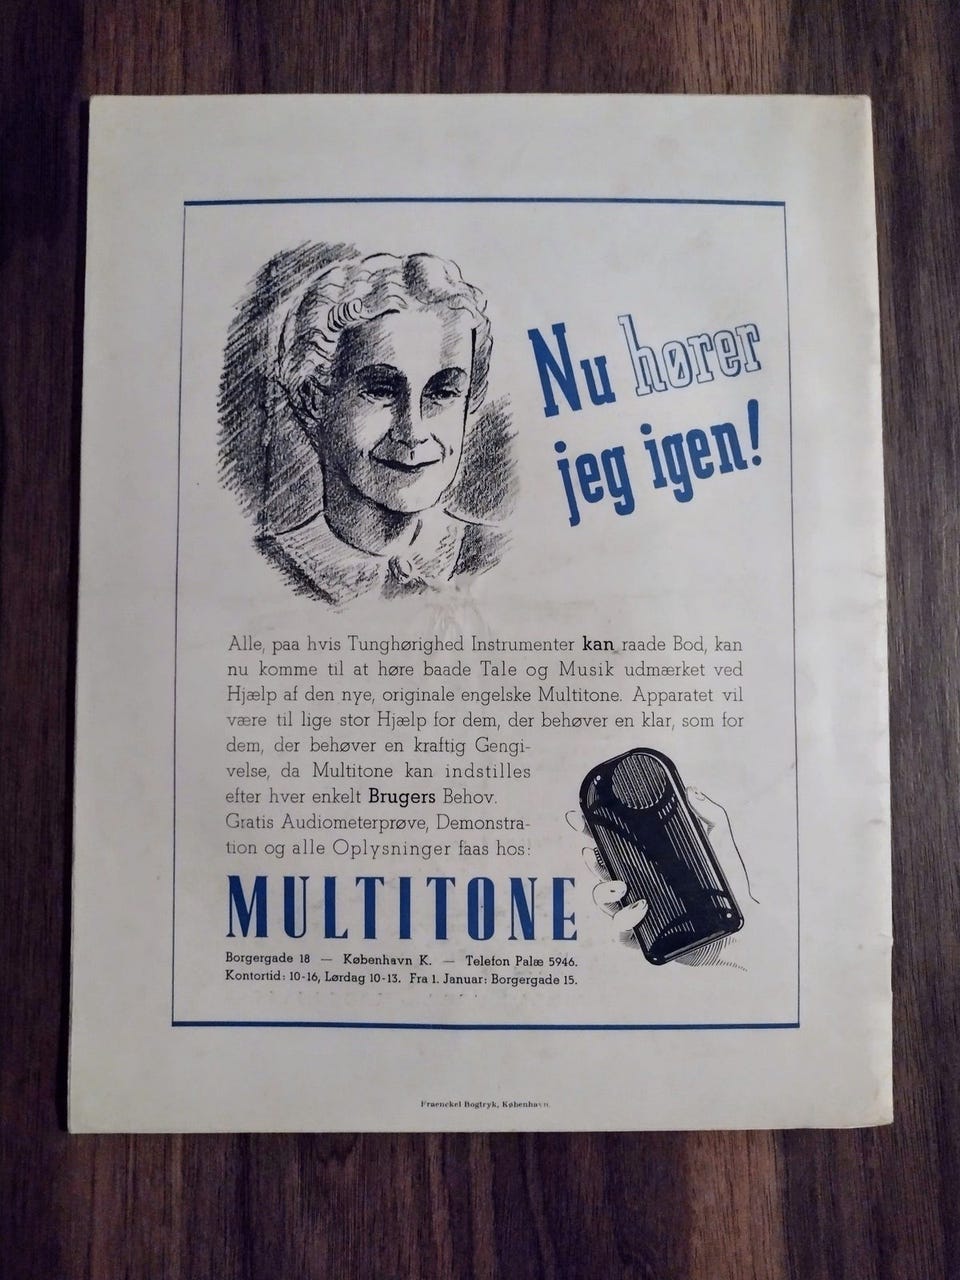 Nu hører
jeg igen!
Alle, paa hvis Tunghørighed Instrumenter kan raade Bod, kan
nu komme til at høre baade Tale og Musik udmærket ved
Hjælp af den nye, originale engelske Multitone. Apparatet vil
være til lige stor Hjælp for dem, der behøver en klar, som for
dem, der behøver en kraftig Gengi-
velse, da Multitone kan indstilles
efter hver enkelt Brugers Behov.
Gratis Audiometerprøve, Demonstra-
tion og alle Oplysninger faas hos:
MULTITONE
Borgergade 18 — København K. — Telefon Palæ 5946.
Kontortid: 10-16, Lørdag 10-13. Fra 1. Januar: Borgergade 15.
Fraenckel Bogtryk, København.